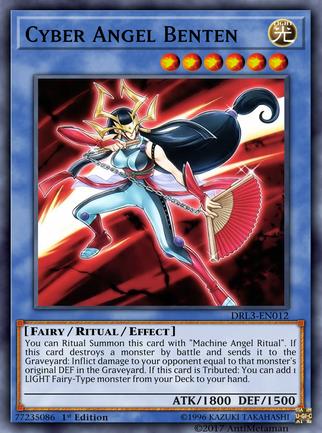 CYBER ANGEL BENTEN
LIGHT
光
DRL3-EN012
[FAIRY / RITUAL / EFFECT]
You can Ritual Summon this card with "Machine Angel Ritual". If
this card destroys a monster by battle and sends it to the
Graveyard: Inflict damage to your opponent equal to that monster's
original DEF in the Graveyard. If this card is Tributed: You can add
1 LIGHT Fairy-Type monster from your Deck to your hand.
ATK/1800 DEF/1500
77235086 1st Edition ©1996 KAZUKI TAKAHASHI
©2017 AntiMetaman